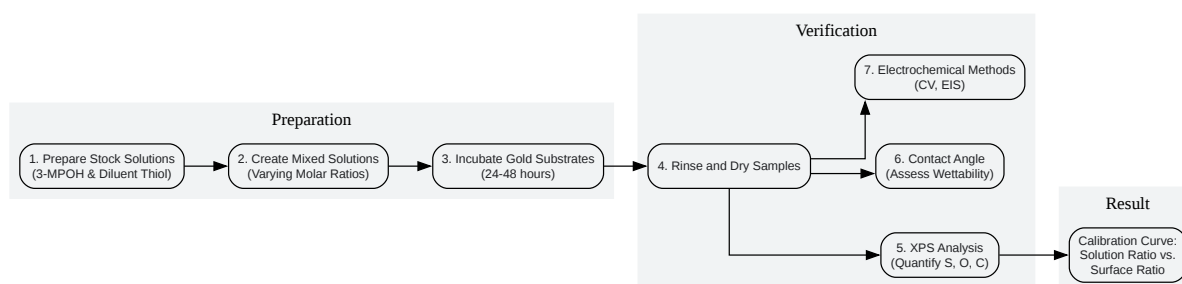 Preparation
1. Prepare Stock Solutions
(3-MPOH & Diluent Thiol)
2. Create Mixed Solutions
(Varying Molar Ratios)
3. Incubate Gold Substrates
(24-48 hours)
Verification
4. Rinse and Dry Samples
7. Electrochemical Methods
(CV, EIS)
6. Contact Angle
(Assess Wettability)
5. XPS Analysis
(Quantify S, O, C)
Result
Calibration Curve:
Solution Ratio vs.
Surface Ratio